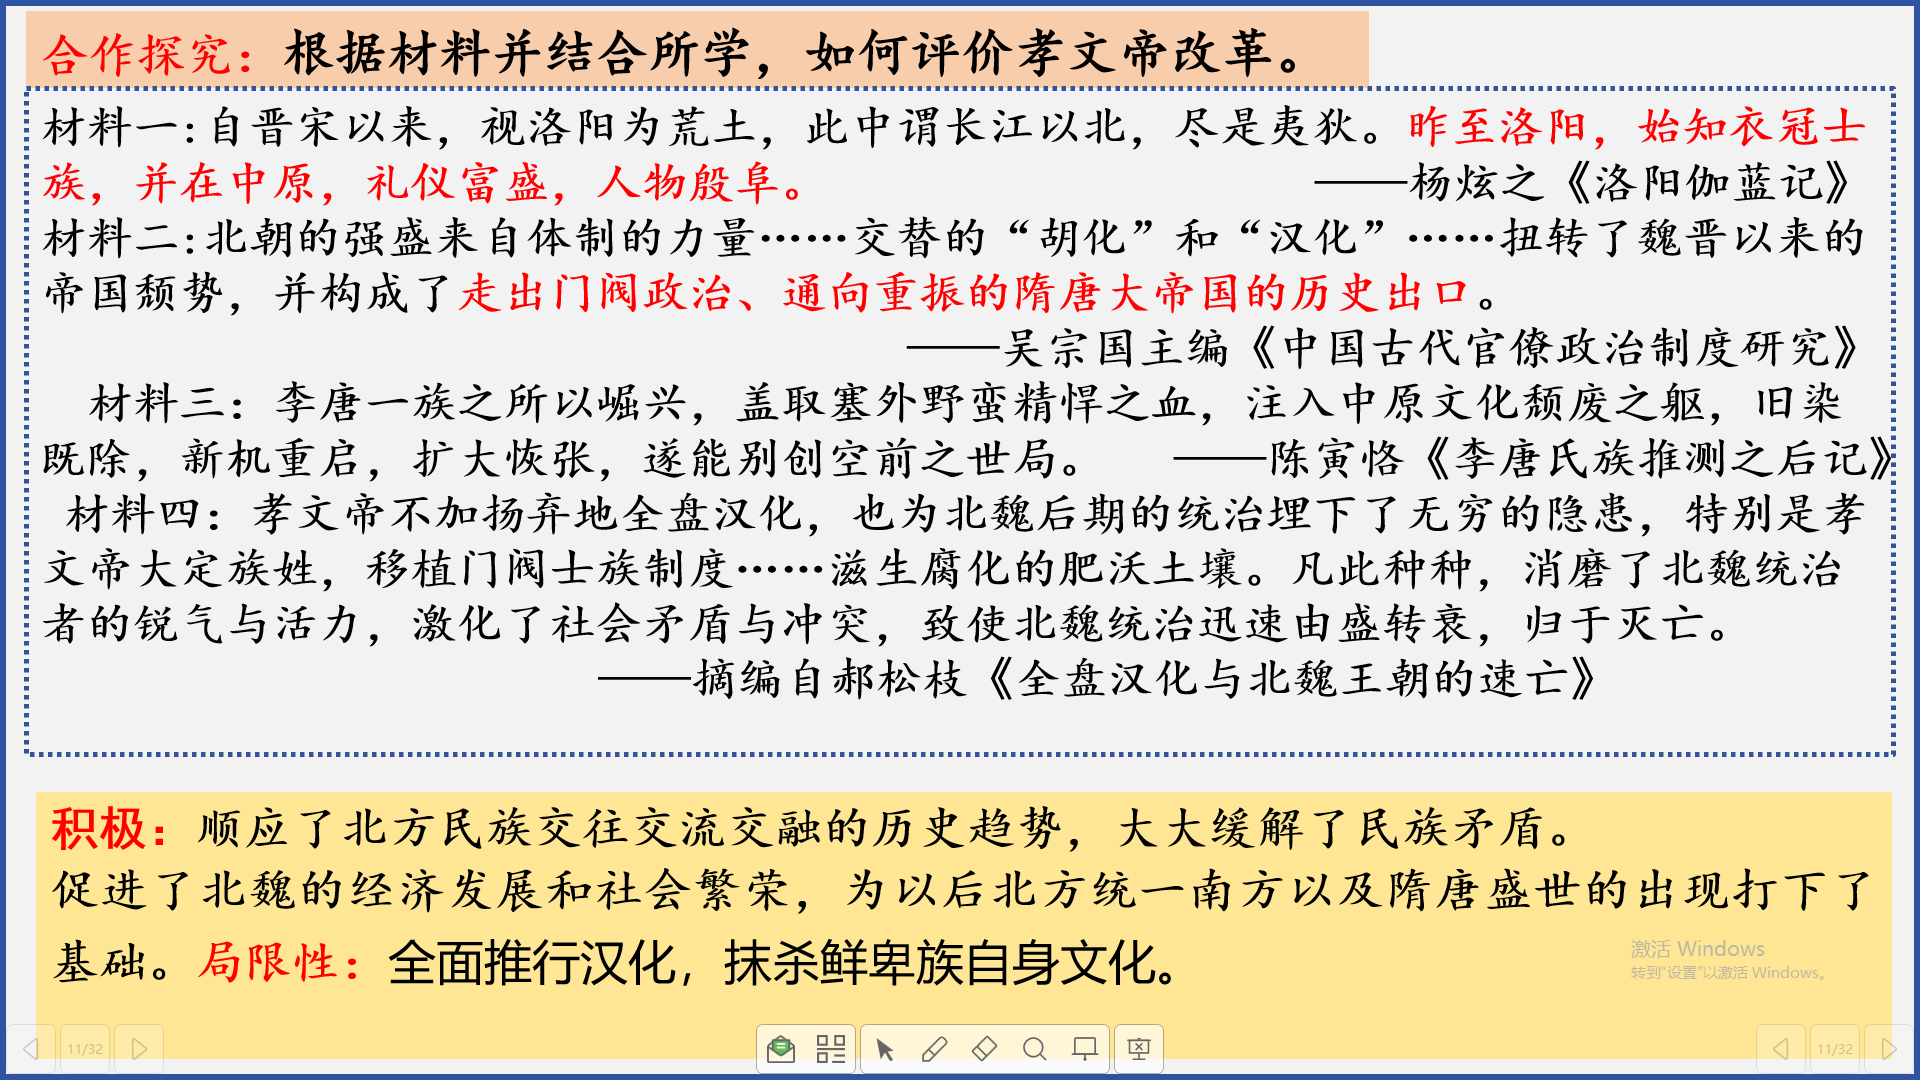 合作探究：根据材料并结合所学，如何评价孝文帝改革。
材料一:自晋宋以来，视洛阳为荒土，此中谓长江以北，尽是夷狄。昨至洛阳，始知衣冠士
族，并在中原，礼仪富盛，人物殷阜。 ——杨炫之《洛阳伽蓝记》
材料二:北朝的强盛来自体制的力量……交替的“胡化”和“汉化”……扭转了魏晋以来的
帝国颓势，并构成了走出门阀政治、通向重振的隋唐大帝国的历史出口。
——吴宗国主编《中国古代官僚政治制度研究》
材料三：李唐一族之所以崛兴，盖取塞外野蛮精悍之血，注入中原文化颓废之躯，旧染
既除，新机重启，扩大恢张，遂能别创空前之世局。 ——陈寅恪《李唐氏族推测之后记》
材料四：孝文帝不加扬弃地全盘汉化，也为北魏后期的统治埋下了无穷的隐患，特别是孝
文帝大定族姓，移植门阀士族制度……滋生腐化的肥沃土壤。凡此种种，消磨了北魏统治
者的锐气与活力，激化了社会矛盾与冲突，致使北魏统治迅速由盛转衰，归于灭亡。
——摘编自郝松枝《全盘汉化与北魏王朝的速亡》
积极：顺应了北方民族交往交流交融的历史趋势，大大缓解了民族矛盾。
促进了北魏的经济发展和社会繁荣，为以后北方统一南方以及隋唐盛世的出现打下了
基础。局限性：全面推行汉化，抹杀鲜卑族自身文化。
激活 Windows
转到“设置”以激活 Windows。
11/32
11/32